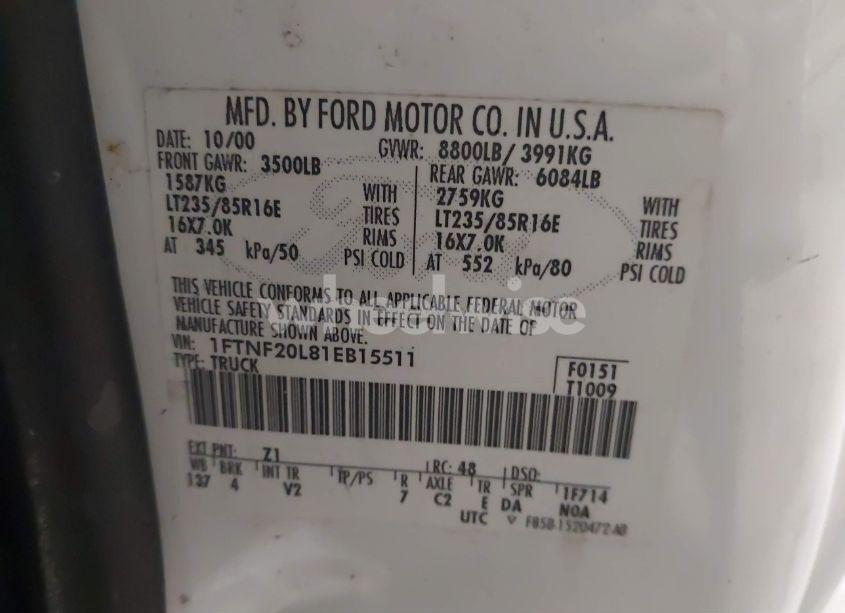 MFD. BY FORD MOTOR CO. IN U.S.A.
DATE: 10/00 GVWR: 8800LB/ 3991KG
FRONT GAWR: 3500LB REAR GAWR: 6084LB
1587KG WITH 2759KG WITH
LT235/85R16E TIRES LT235/85R16E TIRES
16X7.0K RIMS 16X7.0K RIMS
AT 345 kPa/50 PSI COLD AT 552 kPa/80 PSI COLD
THIS VEHICLE CONFORMS TO ALL APPLICABLE FEDERAL MOTOR
VEHICLE SAFETY STANDARDS IN EFFECT ON THE DATE OF
MANUFACTURE SHOWN ABOVE.
VIN: 1FTNF20L81EB15511 F0151
TYPE: TRUCK T1009
EXT PNT: Z1 RC: 48 DSO:
WB BRK INT TR TP/PS R AXLE TR SPR 1F714
137 4 V2 7 C2 E DA N0A
UTC F85B-1520472-AB